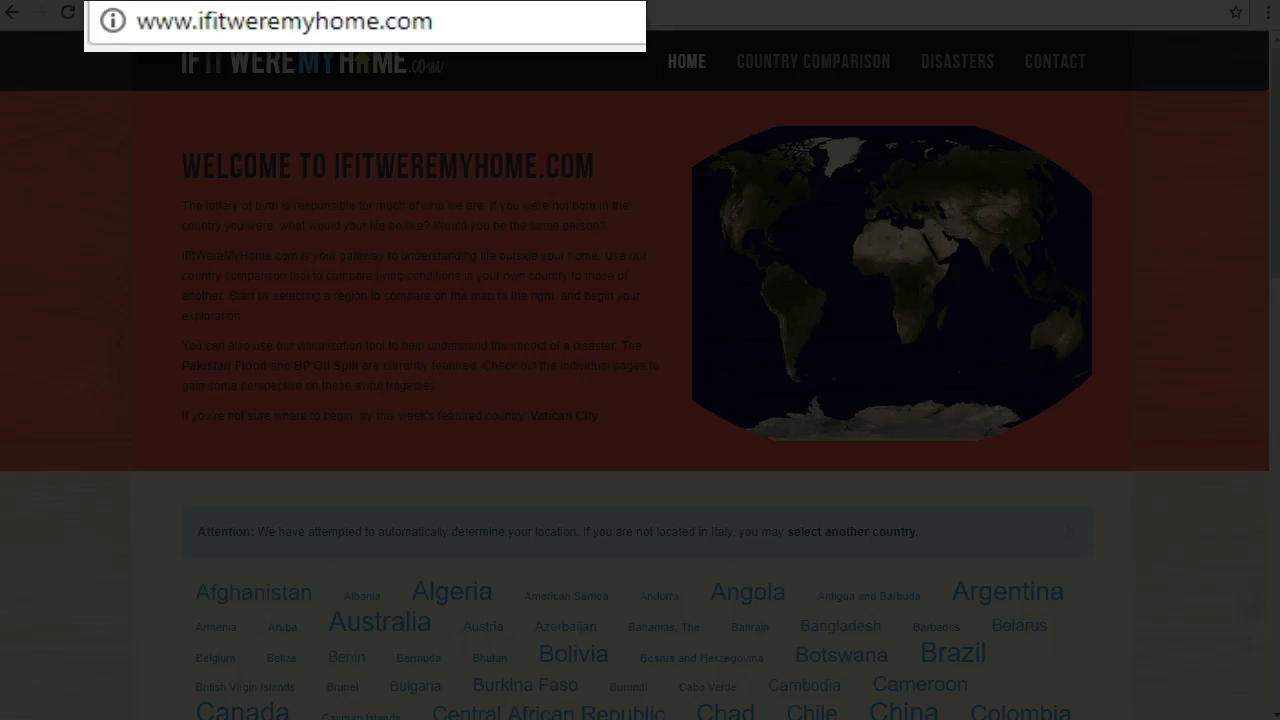 www.ifitweremyhome.com
IFITWEREMYHOME.com
HOME COUNTRY COMPARISON DISASTERS CONTACT
WELCOME TO IFITWEREMYHOME.COM
The lottery of birth is responsible for much of who we are. If you were not born in the
country you were, what would your life be like? Would you be the same person?
IfItWereMyHome.com is your gateway to understanding life outside your home. Use our
country comparison tool to compare living conditions in your own country to those of
another. Start by selecting a region to compare on the map to the right, and begin your
exploration.
You can also use our visualization tool to help understand the impact of a disaster. The
Pakistan Flood and BP Oil Spill are currently featured. Check out the individual pages to
gain some perspective on these awful tragedies.
If you're not sure where to begin, try this week's featured country: Vatican City
Attention: We have attempted to automatically determine your location. If you are not located in Italy, you may select another country.
Afghanistan Albania Algeria American Samoa Andorra Angola Antigua and Barbuda Argentina
Armenia Aruba Australia Austria Azerbaijan Bahamas, The Bahrain Bangladesh Barbados Belarus
Belgium Belize Benin Bermuda Bhutan Bolivia Bosnia and Herzegovina Botswana Brazil
British Virgin Islands Brunei Bulgaria Burkina Faso Burundi Cabo Verde Cambodia Cameroon
Canada Cayman Islands Central African Republic Chad Chile China Colombia